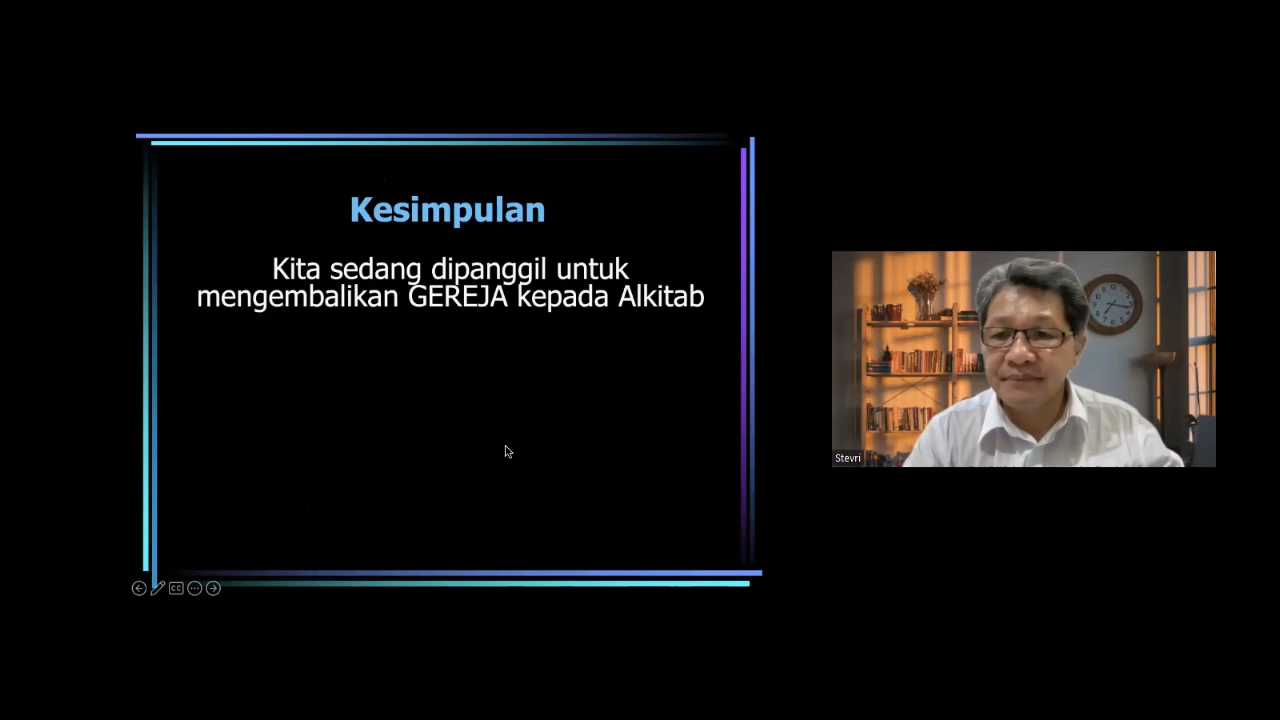 Kesimpulan
Kita sedang dipanggil untuk
mengembalikan GEREJA kepada Alkitab
Stevri